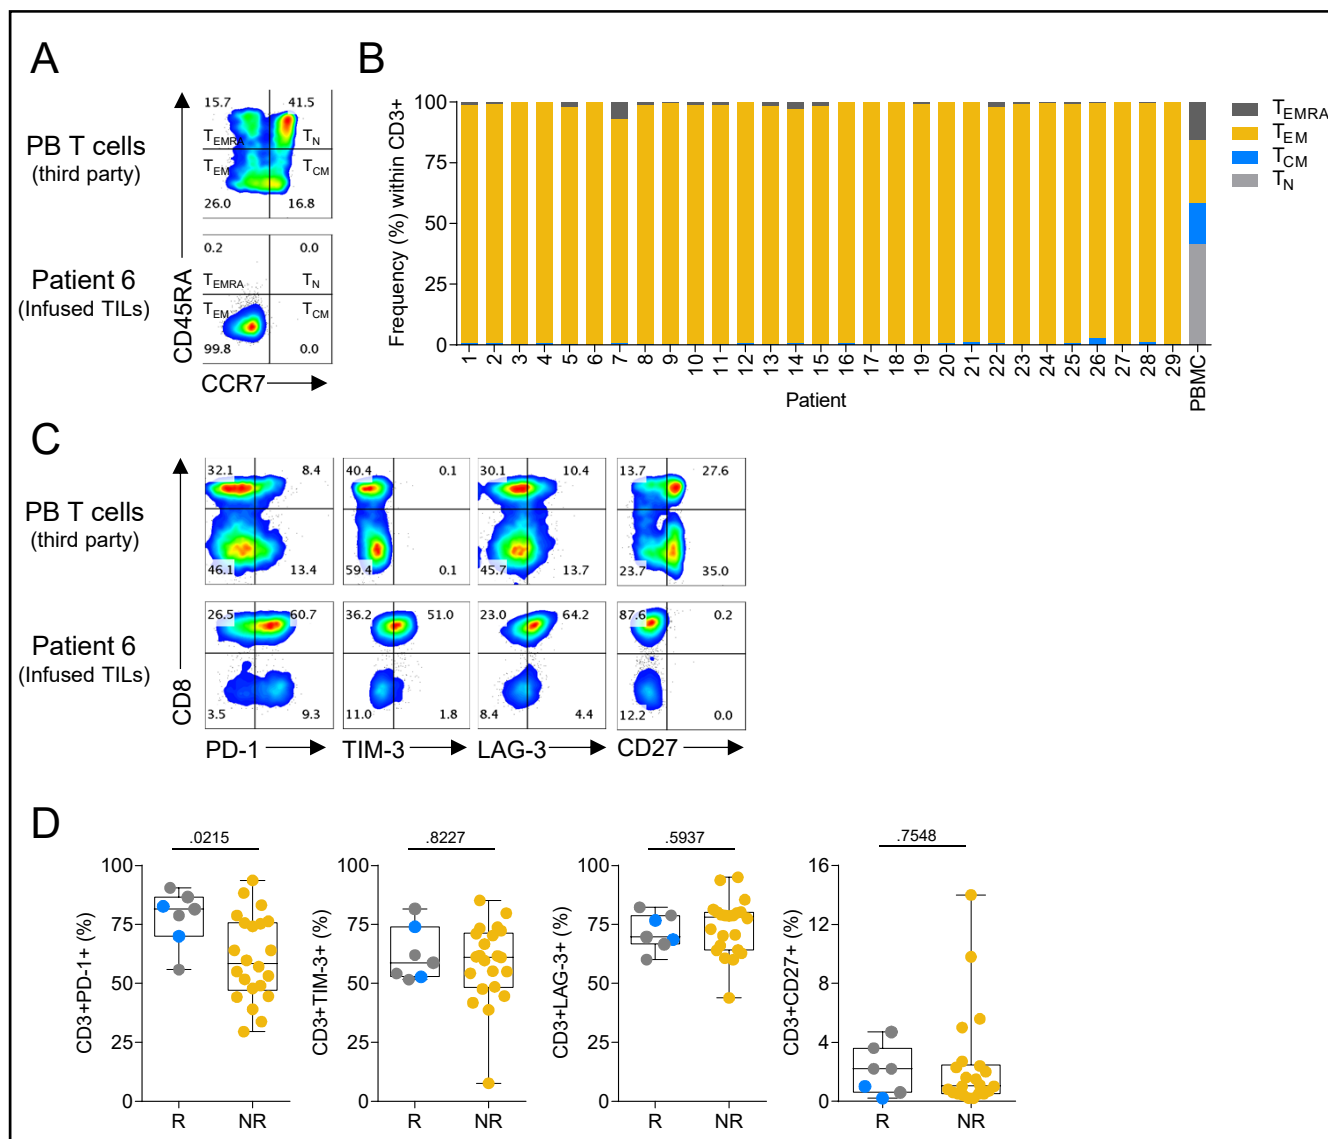 A
PB T cells
(third party)
15.7 41.5
TEMRA TN
TEM TCM
26.0 16.8
Patient 6
(Infused TILs)
0.2 0.0
TEMRA TN
TEM TCM
99.8 0.0
CD45RA
CCR7
B
Frequency (%) within CD3+
100
75
50
25
0
1 2 3 4 5 6 7 8 9 10 11 12 13 14 15 16 17 18 19 20 21 22 23 24 25 26 27 28 29 PBMC
Patient
TEMRA
TEM
TCM
TN
C
PB T cells
(third party)
32.1 8.4 40.4 0.1 30.1 10.4 13.7 27.6
46.1 13.4 59.4 0.1 45.7 13.7 23.7 35.0
Patient 6
(Infused TILs)
26.5 60.7 36.2 51.0 23.0 64.2 87.6 0.2
3.5 9.3 11.0 1.8 8.4 4.4 12.2 0.0
CD8
PD-1 TIM-3 LAG-3 CD27
D
.0215
CD3+PD-1+ (%)
100
75
50
25
0
R NR
.8227
CD3+TIM-3+ (%)
100
75
50
25
0
R NR
.5937
CD3+LAG-3+ (%)
100
75
50
25
0
R NR
.7548
CD3+CD27+ (%)
16
12
8
4
0
R NR